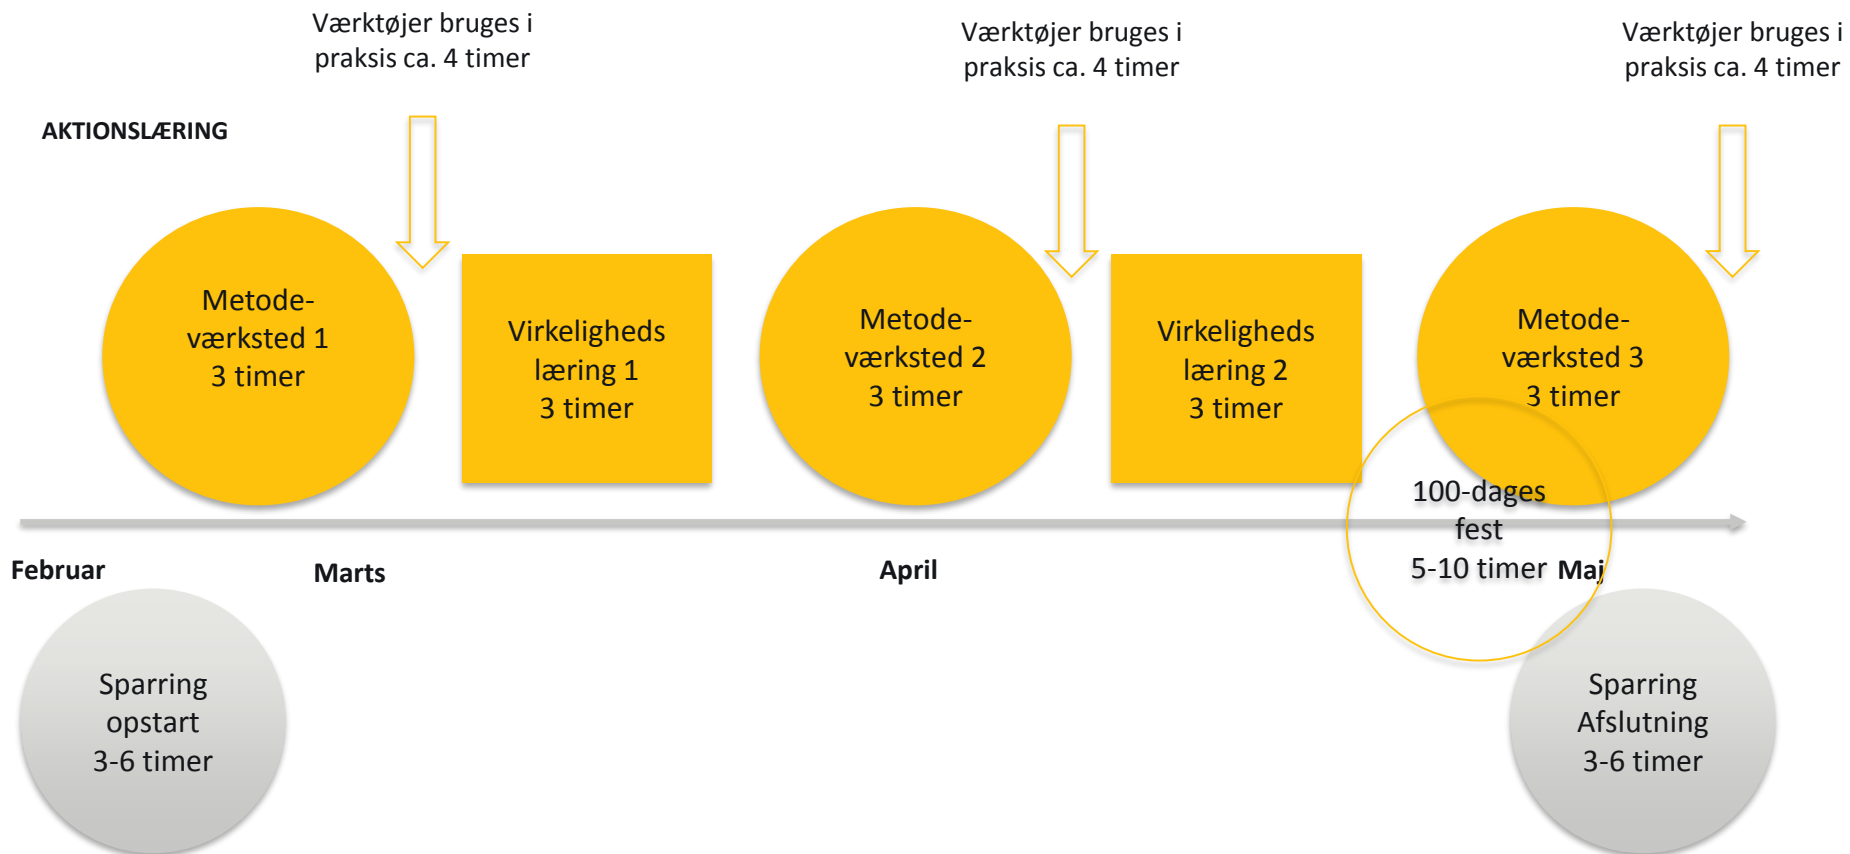 Værktøjer bruges i
praksis ca. 4 timer
Værktøjer bruges i
praksis ca. 4 timer
Værktøjer bruges i
praksis ca. 4 timer
AKTIONSLÆRING
Metode-
værksted 1
3 timer
Virkeligheds
læring 1
3 timer
Metode-
værksted 2
3 timer
Virkeligheds
læring 2
3 timer
Metode-
værksted 3
3 timer
100-dages
fest
5-10 timer
Februar
Marts
April
Maj
Sparring
opstart
3-6 timer
Sparring
Afslutning
3-6 timer